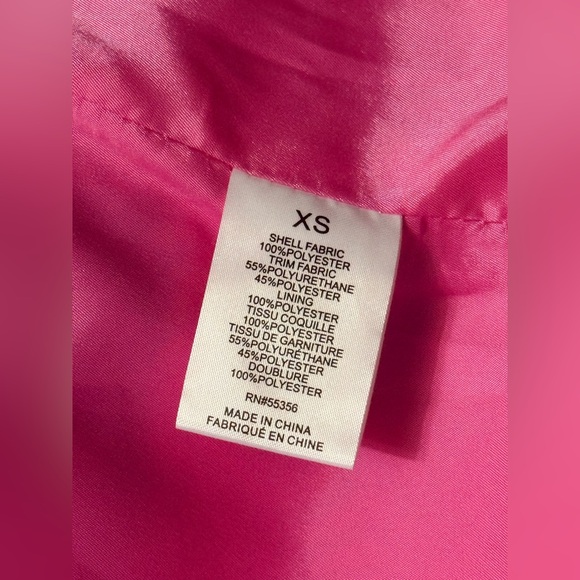 XS
SHELL FABRIC
100%POLYESTER
TRIM FABRIC
55%POLYURETHANE
45%POLYESTER
LINING
100%POLYESTER
TISSU COQUILLE
100%POLYESTER
TISSU DE GARNITURE
55%POLYURÉTHANE
45%POLYESTER
DOUBLURE
100%POLYESTER
RN#55356
MADE IN CHINA
FABRIQUÉ EN CHINE